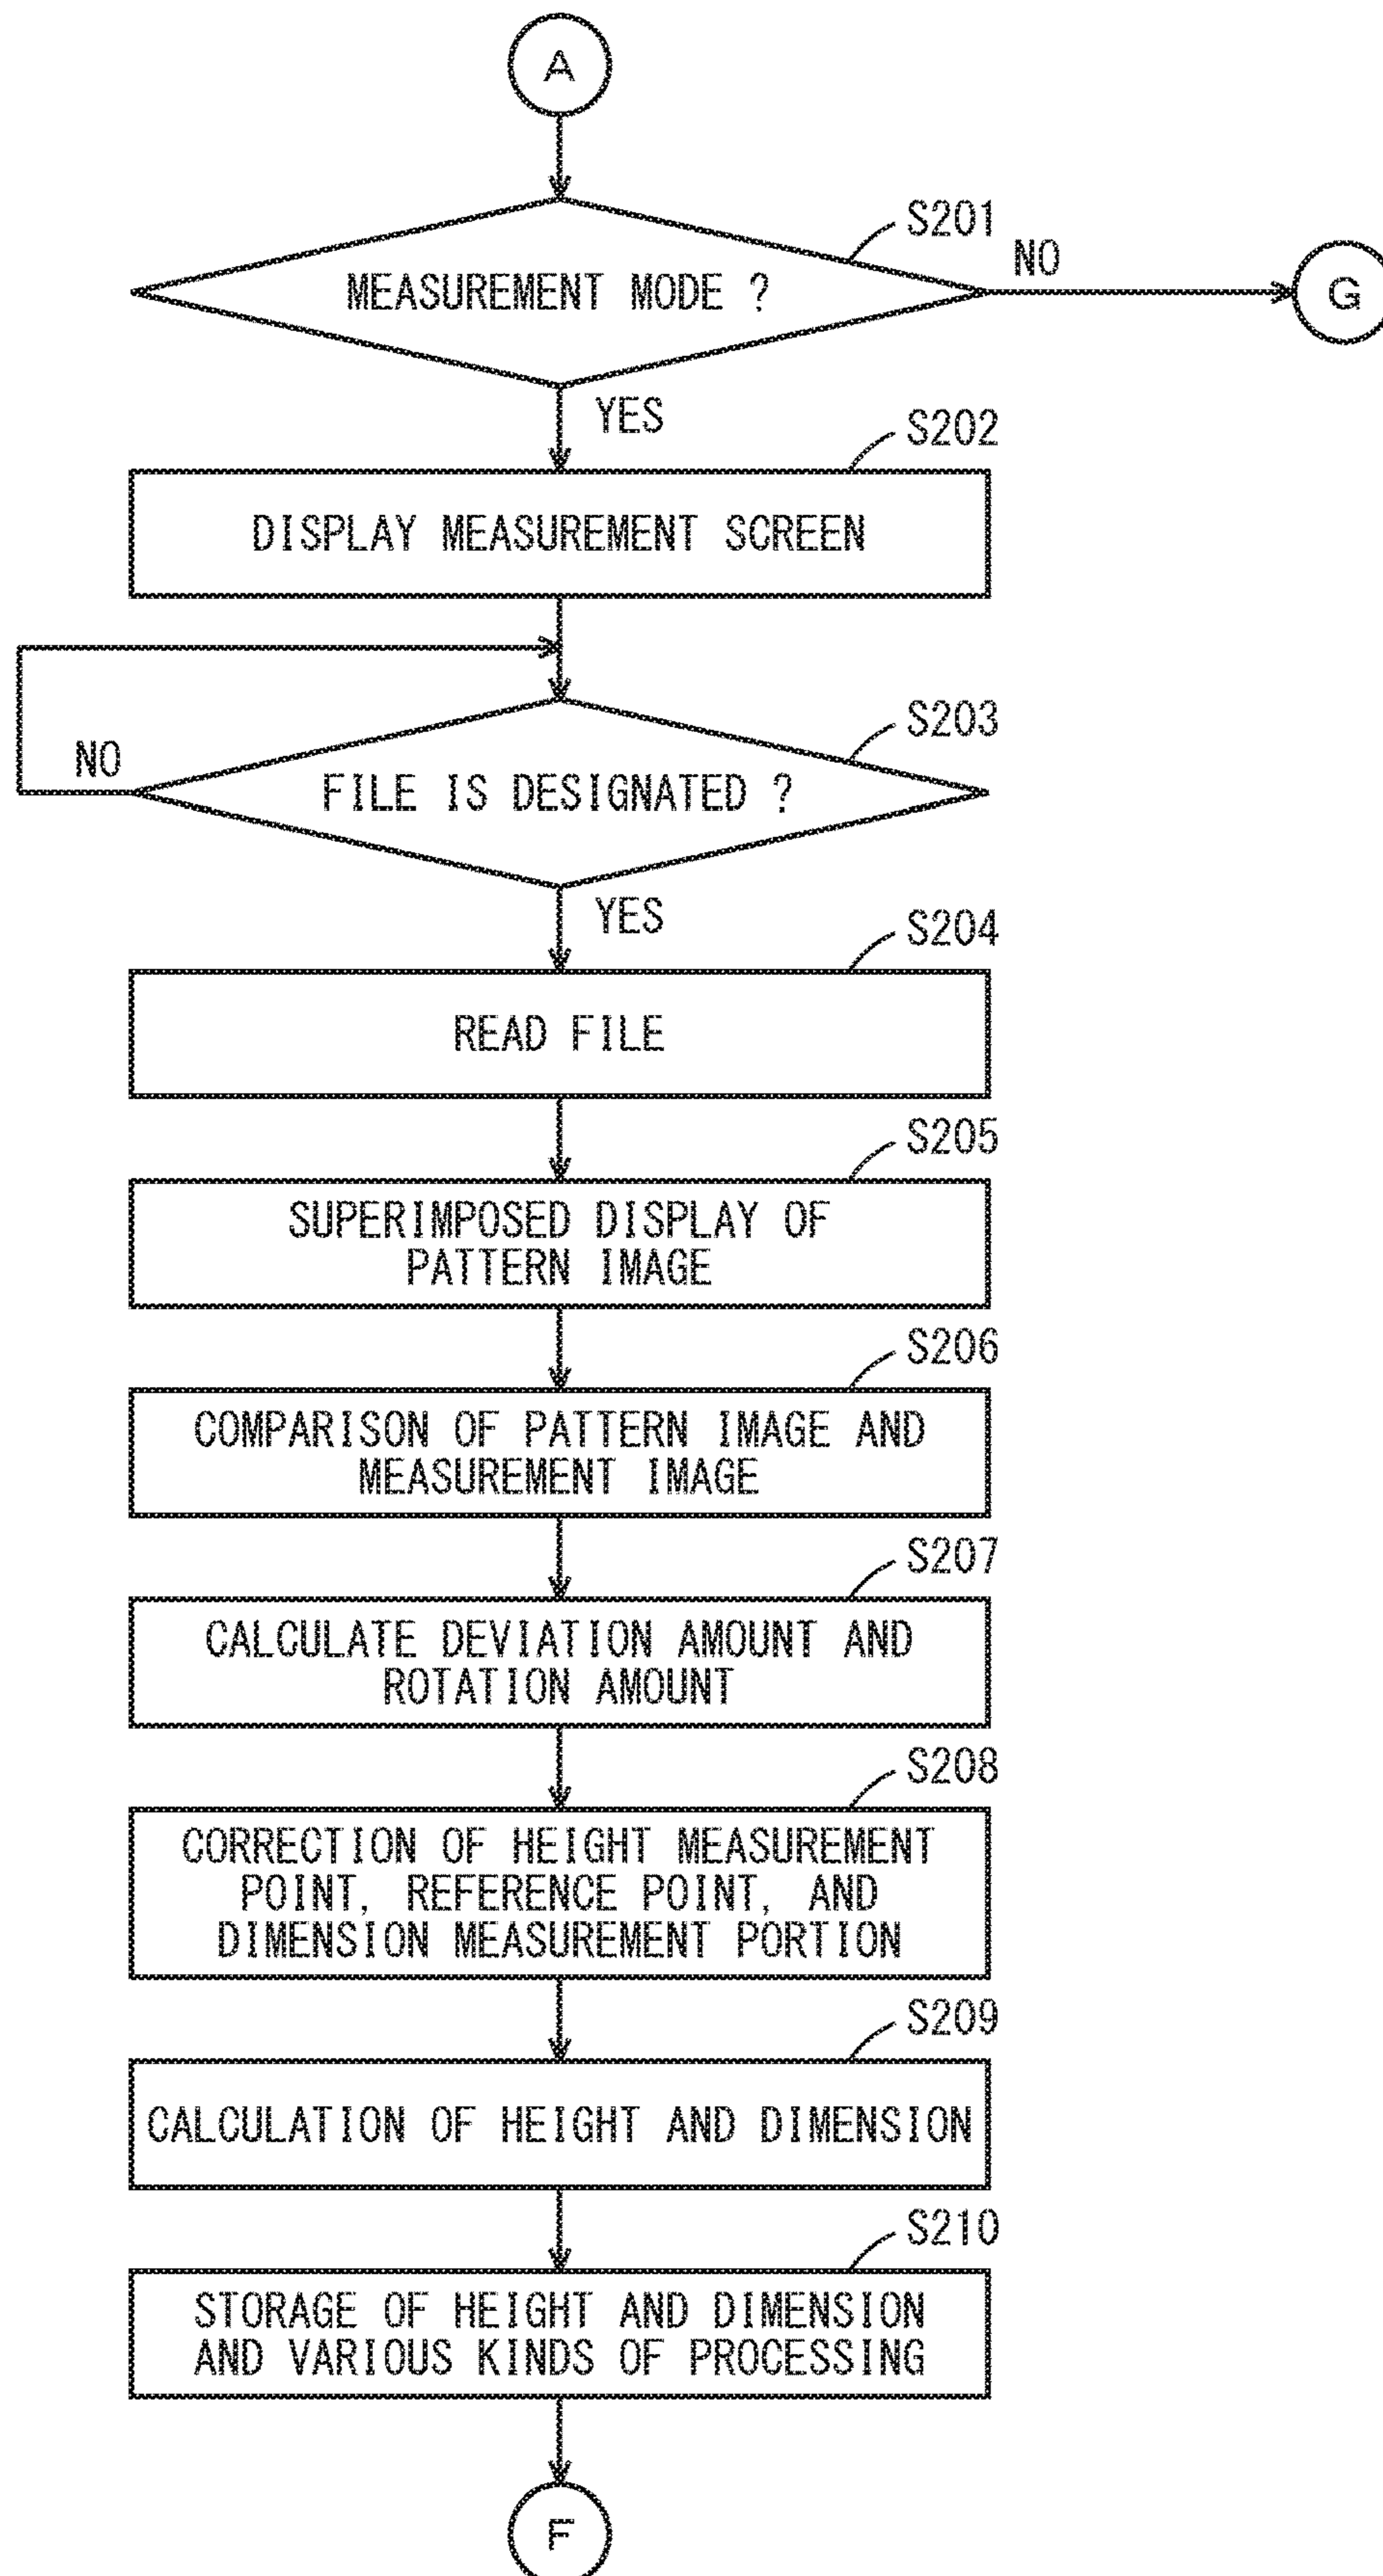 A
S201
MEASUREMENT MODE ?
NO
G
YES
S202
DISPLAY MEASUREMENT SCREEN
S203
NO
FILE IS DESIGNATED ?
YES
S204
READ FILE
S205
SUPERIMPOSED DISPLAY OF
PATTERN IMAGE
S206
COMPARISON OF PATTERN IMAGE AND
MEASUREMENT IMAGE
S207
CALCULATE DEVIATION AMOUNT AND
ROTATION AMOUNT
S208
CORRECTION OF HEIGHT MEASUREMENT
POINT, REFERENCE POINT, AND
DIMENSION MEASUREMENT PORTION
S209
CALCULATION OF HEIGHT AND DIMENSION
S210
STORAGE OF HEIGHT AND DIMENSION
AND VARIOUS KINDS OF PROCESSING
F